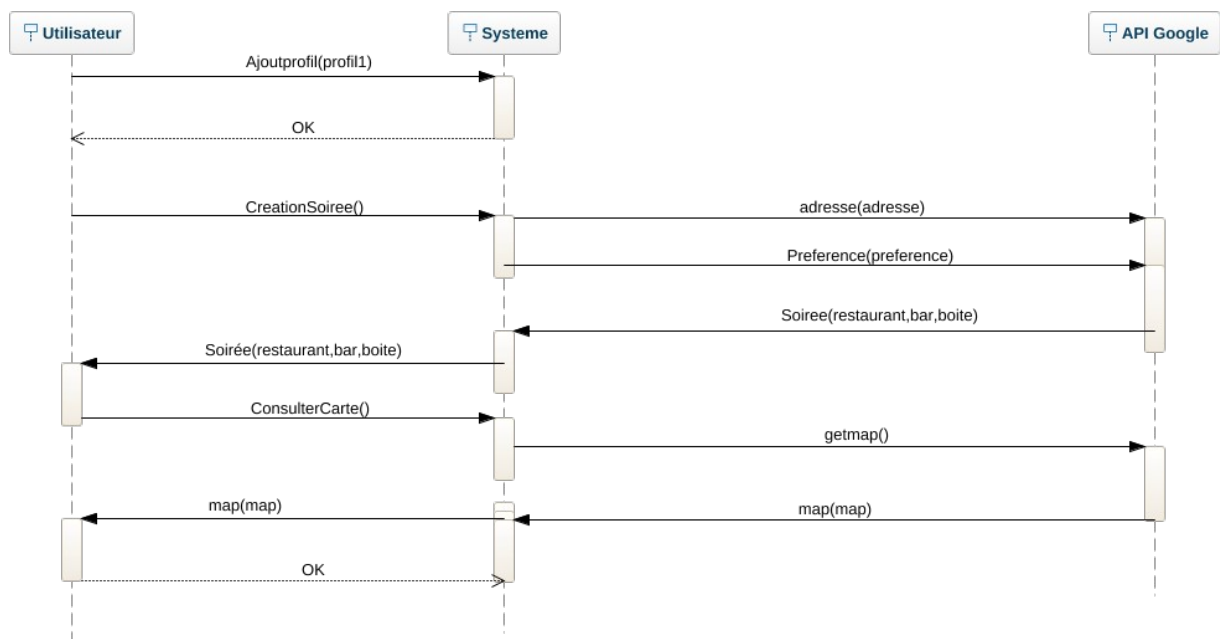 Utilisateur
Systeme
API Google
Ajoutprofil(profil1)
OK
CreationSoiree()
adresse(adresse)
Preference(preference)
Soiree(restaurant,bar,boite)
Soirée(restaurant,bar,boite)
ConsulterCarte()
getmap()
map(map)
map(map)
OK